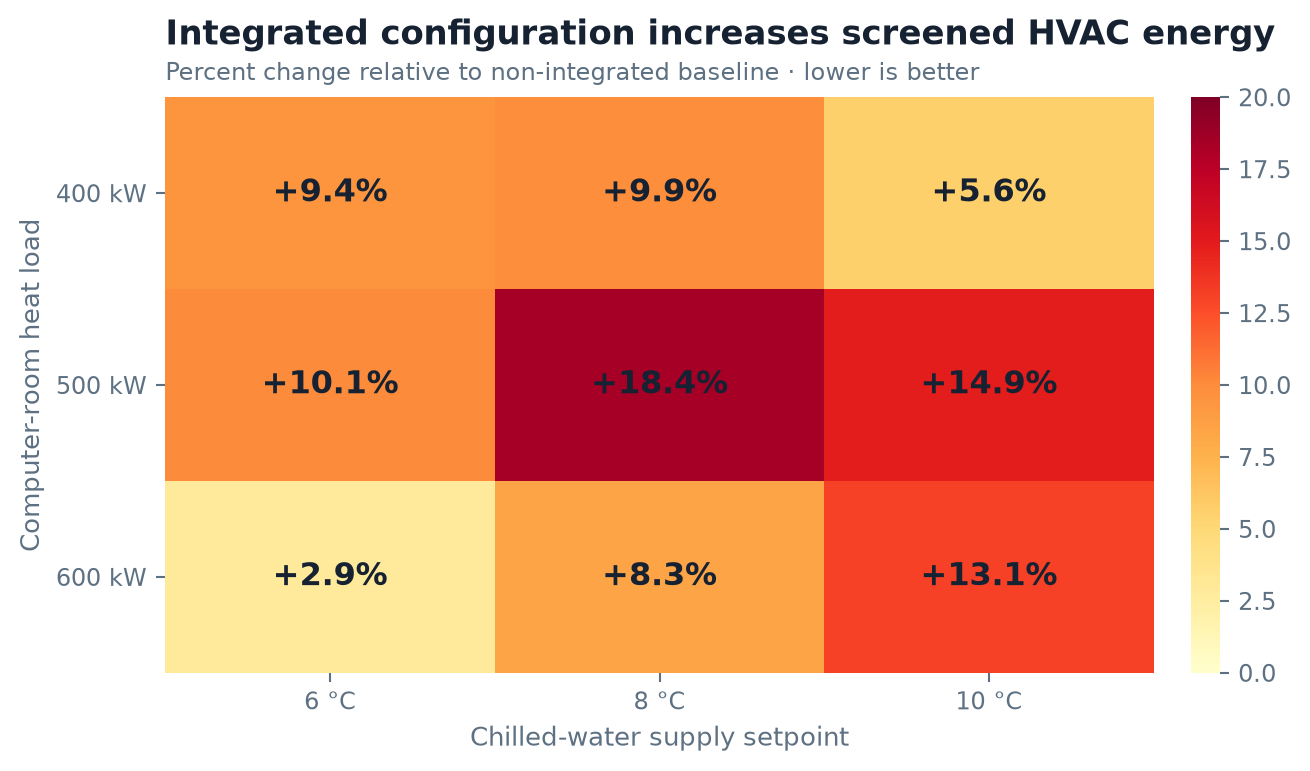 Integrated configuration increases screened HVAC energy
Percent change relative to non-integrated baseline · lower is better
20.0
17.5
15.0
12.5
10.0
7.5
5.0
2.5
0.0
Computer-room heat load
400 kW
+9.4%
+9.9%
+5.6%
500 kW
+10.1%
+18.4%
+14.9%
600 kW
+2.9%
+8.3%
+13.1%
6 °C
8 °C
10 °C
Chilled-water supply setpoint